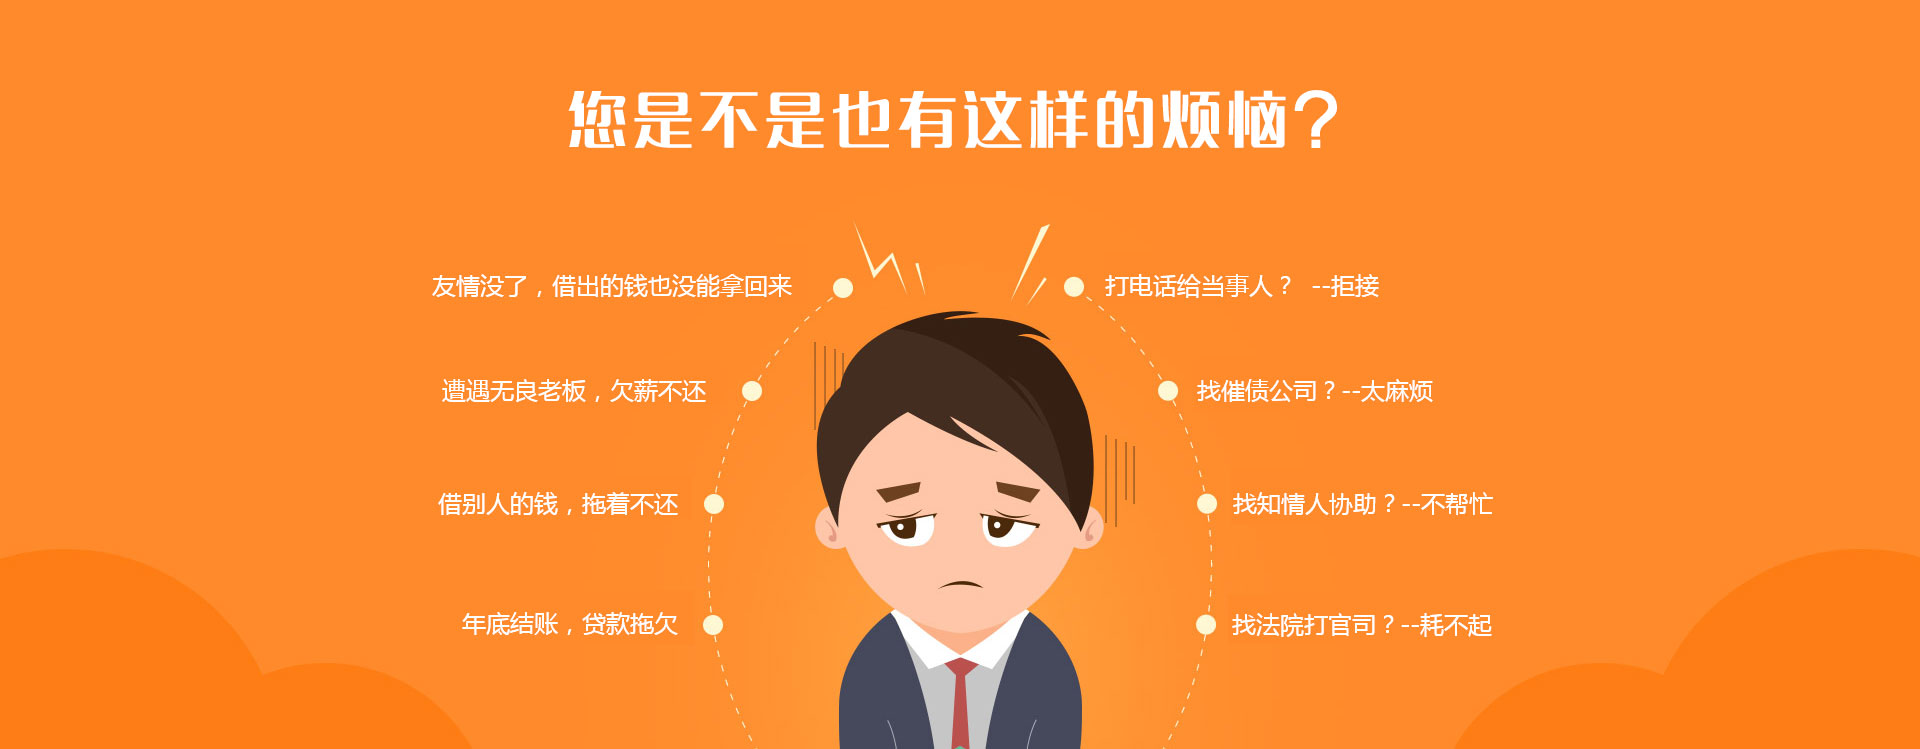 您是不是也有这样的烦恼?
友情没了，借出的钱也没能拿回来
遭遇无良老板，欠薪不还
借别人的钱，拖着不还
年底结账，贷款拖欠
打电话给当事人？ --拒接
找催债公司？--太麻烦
找知情人协助？--不帮忙
找法院打官司？--耗不起